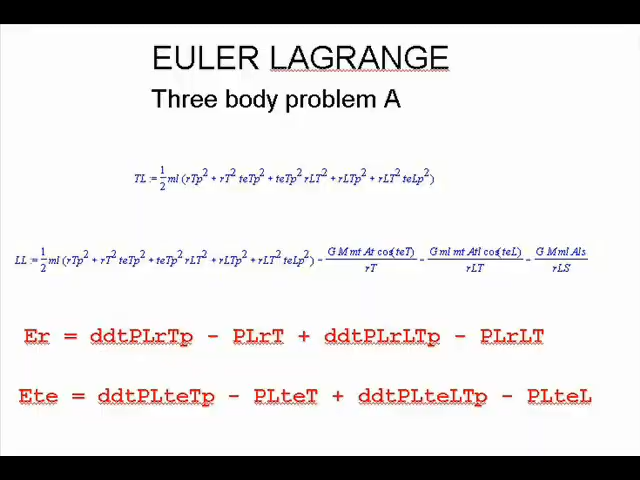 EULER LAGRANGE
Three body problem A
TL := 1/2 ml (rTp^2 + rT^2 teTp^2 + teTp^2 rLT^2 + rLTp^2 + rLT^2 teLp^2)
LL := 1/2 ml (rTp^2 + rT^2 teTp^2 + teTp^2 rLT^2 + rLTp^2 + rLT^2 teLp^2) - G M mt At cos(teT)/rT - G ml mt Atl cos(teL)/rLT - G M ml Als/rLS
Er = ddtPLrTp - PLrT + ddtPLrLTp - PLrLT
Ete = ddtPLteTp - PLteT + ddtPLteLTp - PLteL